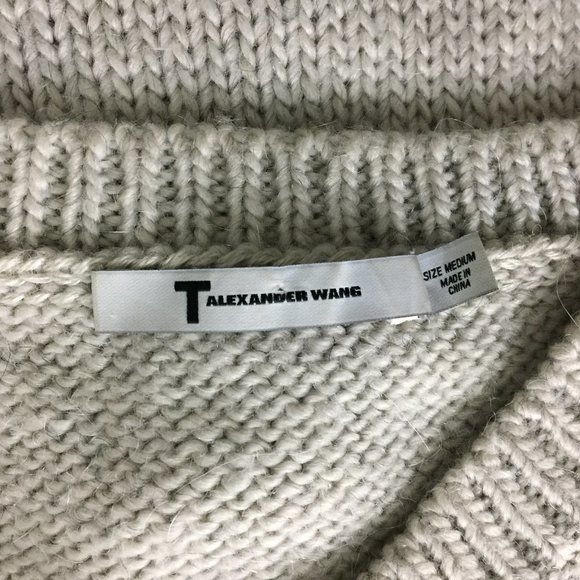 T ALEXANDER WANG
SIZE MEDIUM
MADE IN
CHINA